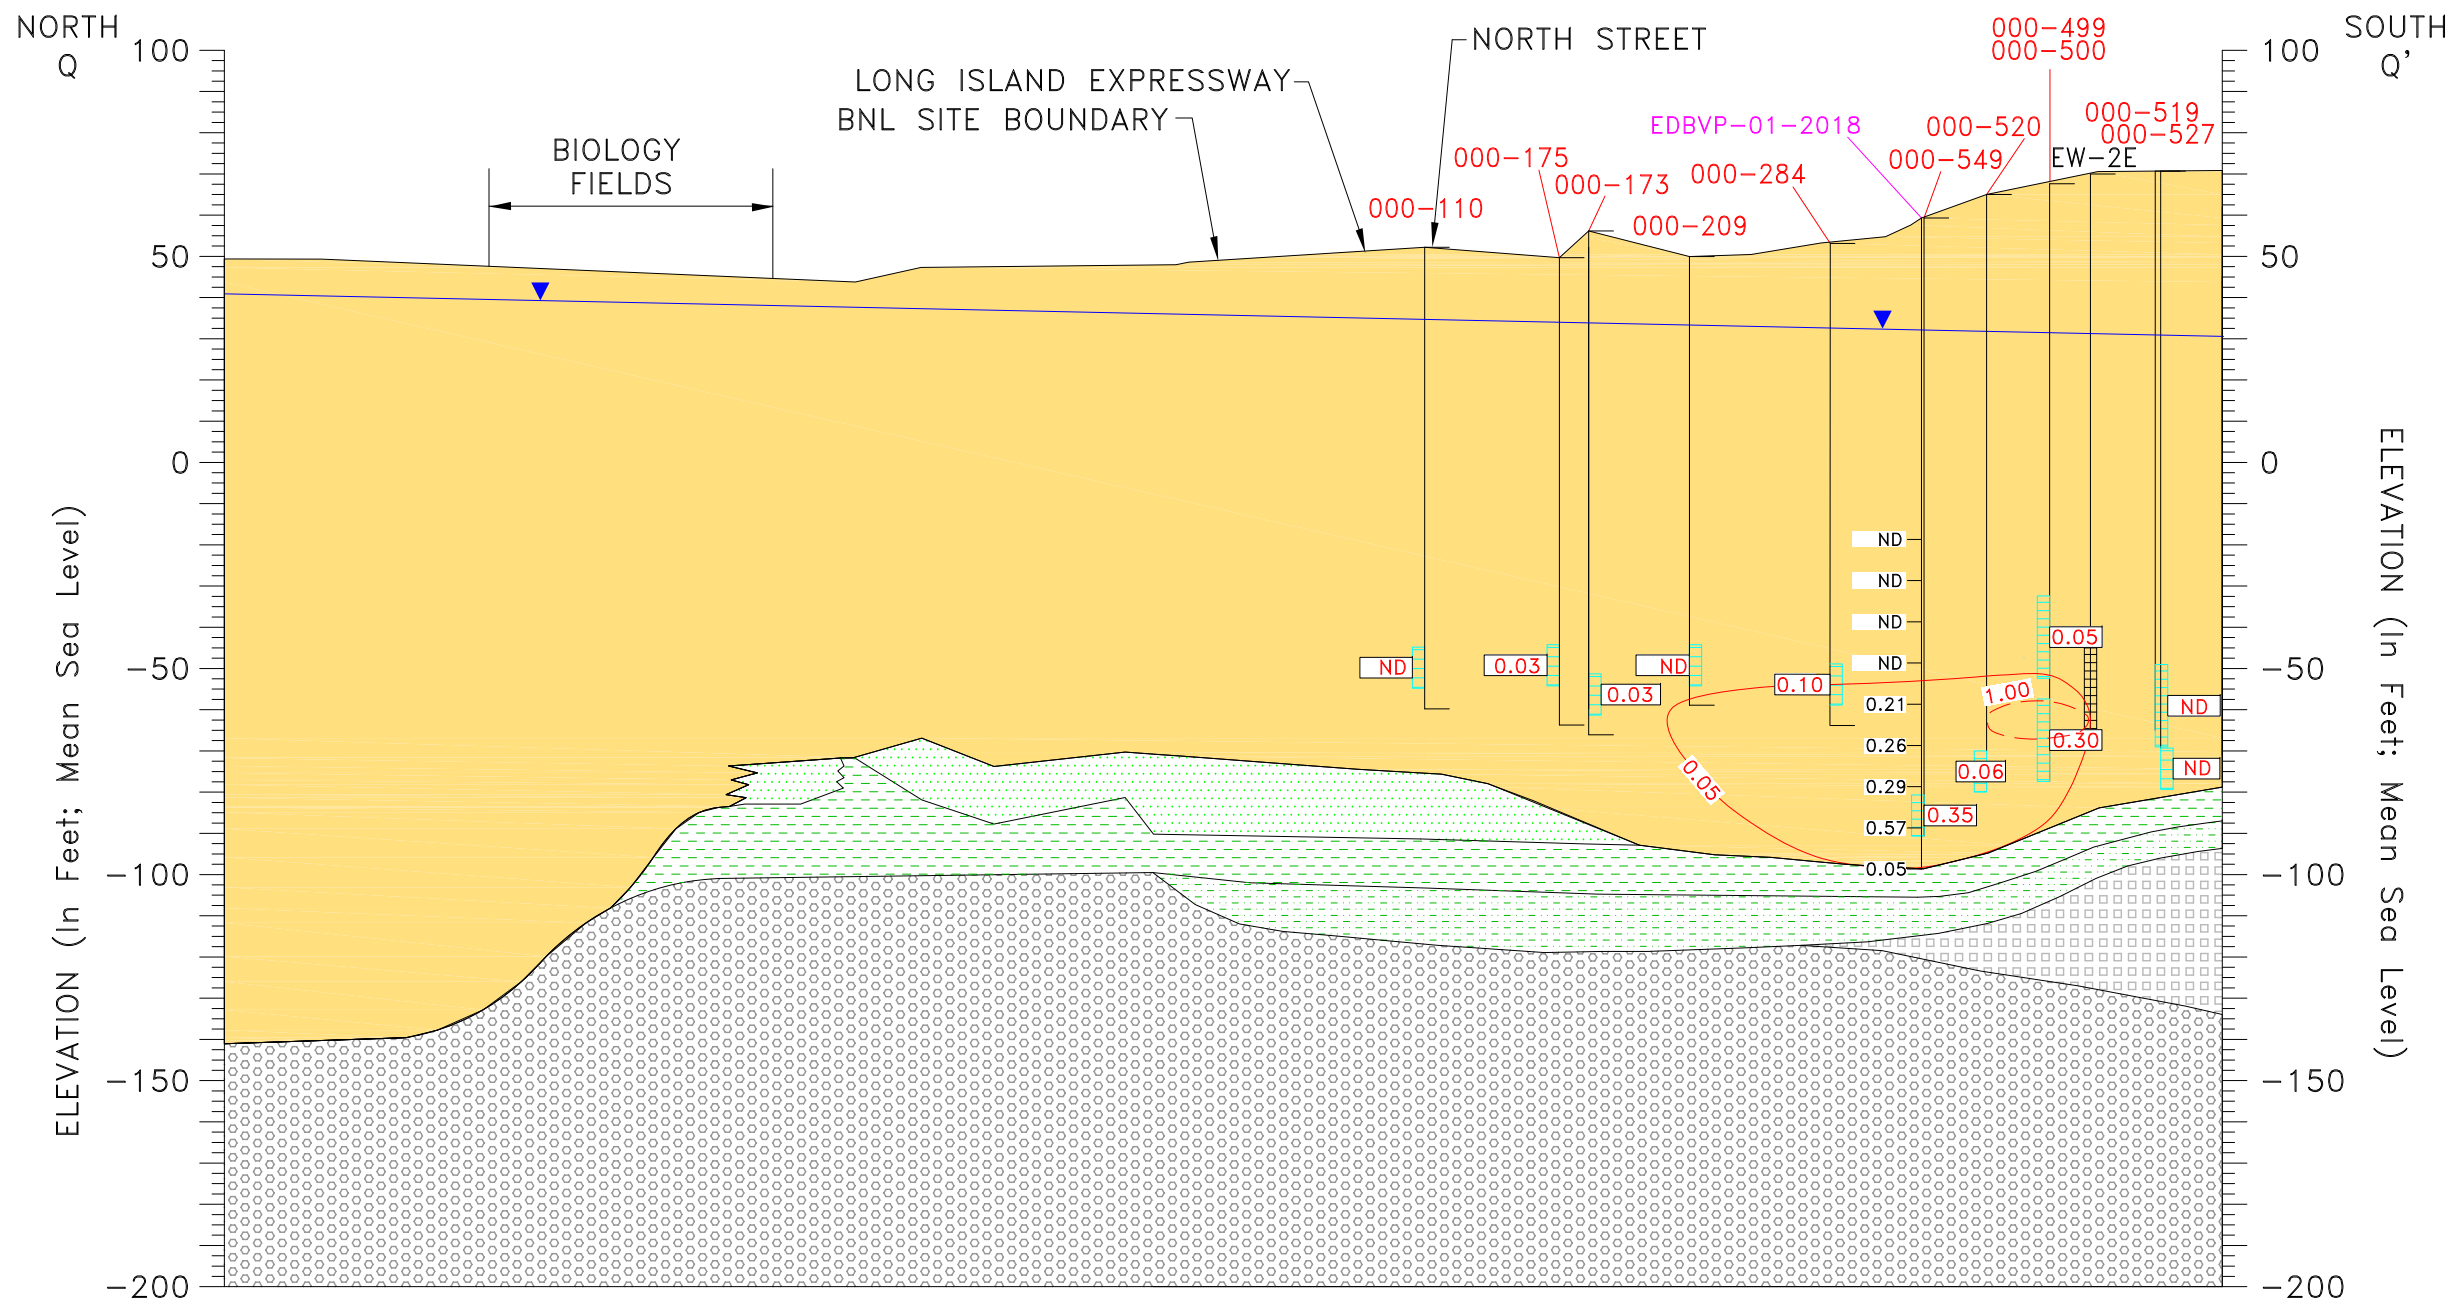 NORTH
Q
SOUTH
Q'
100
50
0
-50
-100
-150
-200
100
50
0
-50
-100
-150
-200
ELEVATION (In Feet; Mean Sea Level)
ELEVATION (In Feet; Mean Sea Level)
BIOLOGY
FIELDS
NORTH STREET
LONG ISLAND EXPRESSWAY
BNL SITE BOUNDARY
000-110
000-175
000-173
000-209
000-284
EDBVP-01-2018
000-549
000-520
000-499
000-500
EW-2E
000-519
000-527
ND
0.03
0.03
ND
0.10
ND
ND
ND
ND
0.21
0.26
0.29
0.57
0.05
0.35
0.06
1.00
0.05
0.30
ND
ND
0.05